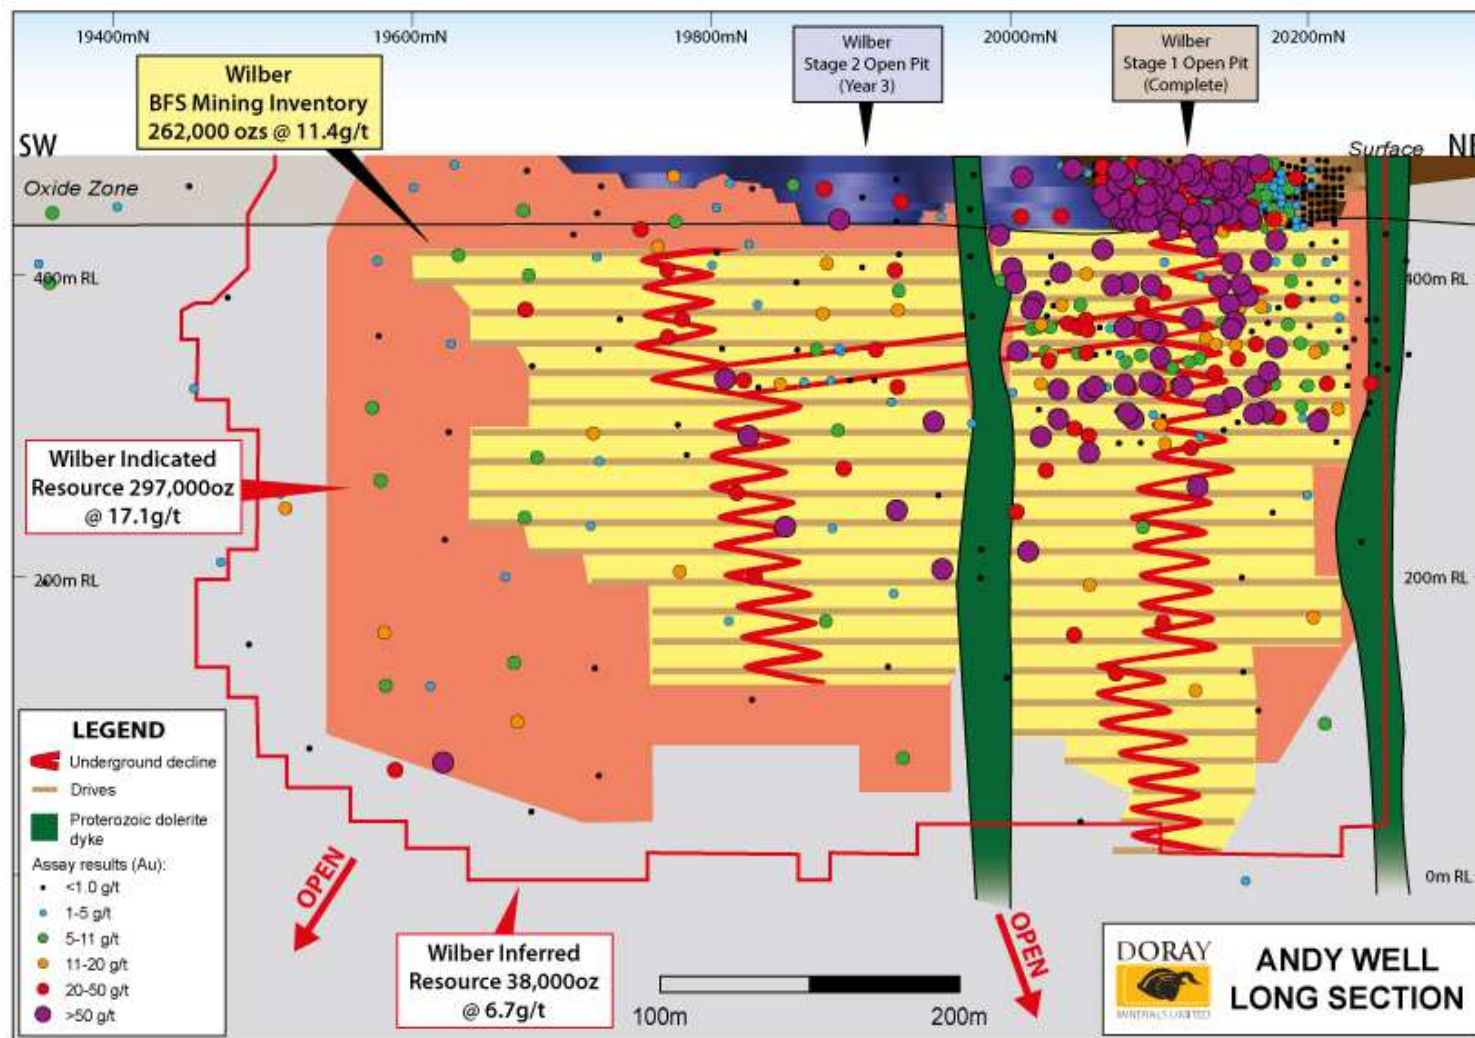 19400mN
19600mN
19800mN
20000mN
20200mN
Wilber
BFS Mining Inventory
262,000 ozs @ 11.4g/t
Wilber
Stage 2 Open Pit
(Year 3)
Wilber
Stage 1 Open Pit
(Complete)
SW
Surface
NE
Oxide Zone
400m RL
400m RL
Wilber Indicated
Resource 297,000oz
@ 17.1g/t
200m RL
200m RL
LEGEND
Underground decline
Drives
Proterozoic dolerite
dyke
Assay results (Au):
<1.0 g/t
1-5 g/t
5-11 g/t
11-20 g/t
20-50 g/t
>50 g/t
0m RL
OPEN
OPEN
Wilber Inferred
Resource 38,000oz
@ 6.7g/t
100m
200m
DORAY
MINERALS LIMITED
ANDY WELL
LONG SECTION